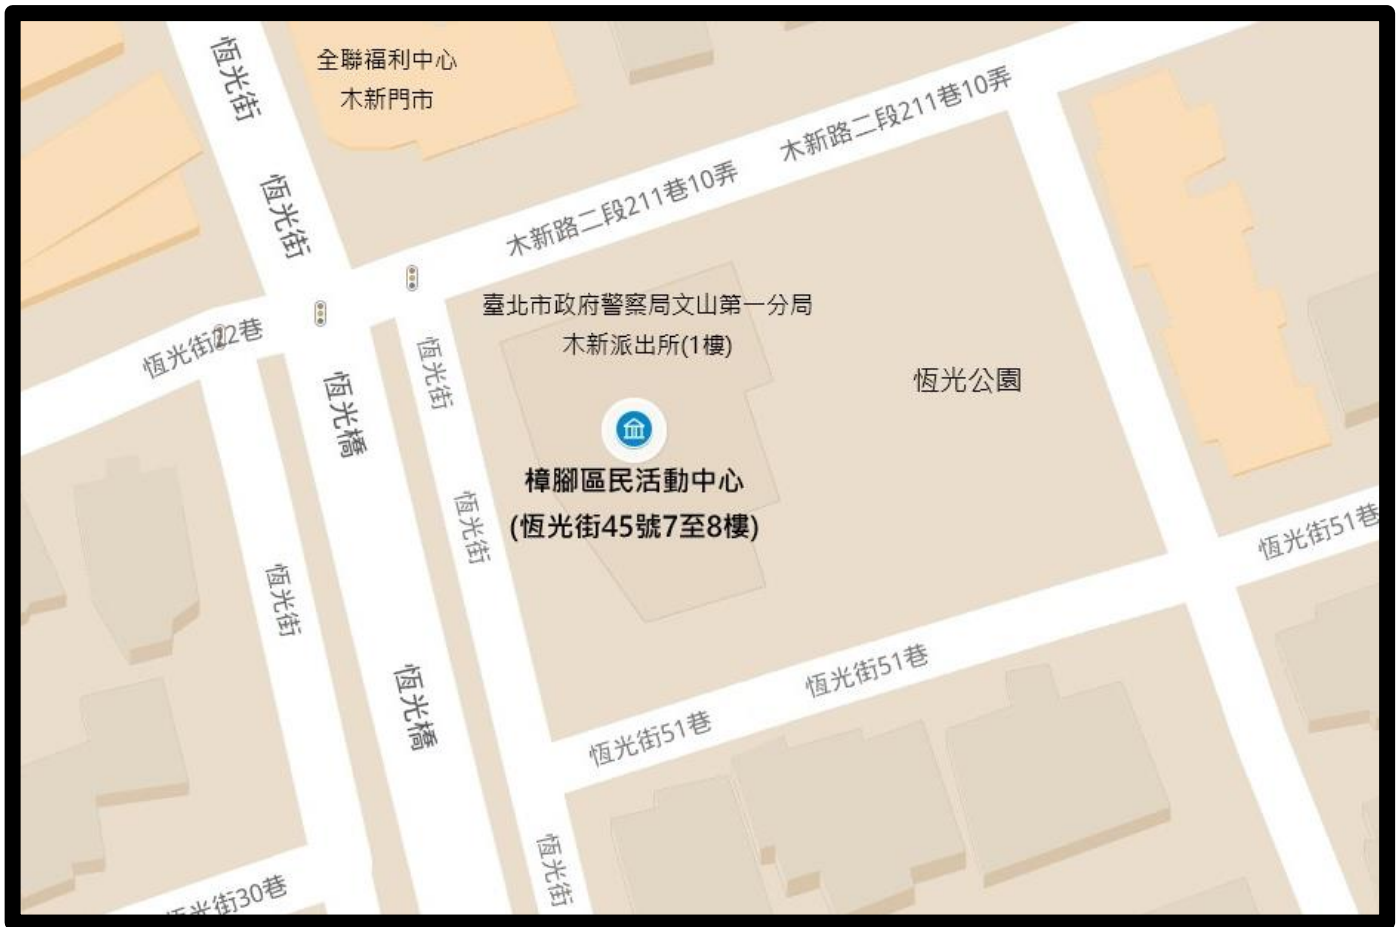 恆光街
全聯福利中心
木新門市
木新路二段211巷10弄
木新路二段211巷10弄
恆光街
臺北市政府警察局文山第一分局
木新派出所(1樓)
恆光街22巷
恆光街
恆光公園
恆光橋
樟腳區民活動中心
(恆光街45號7至8樓)
恆光街
恆光街51巷
恆光街
恆光街51巷
恆光橋
恆光街51巷
恆光街
恆光街30巷